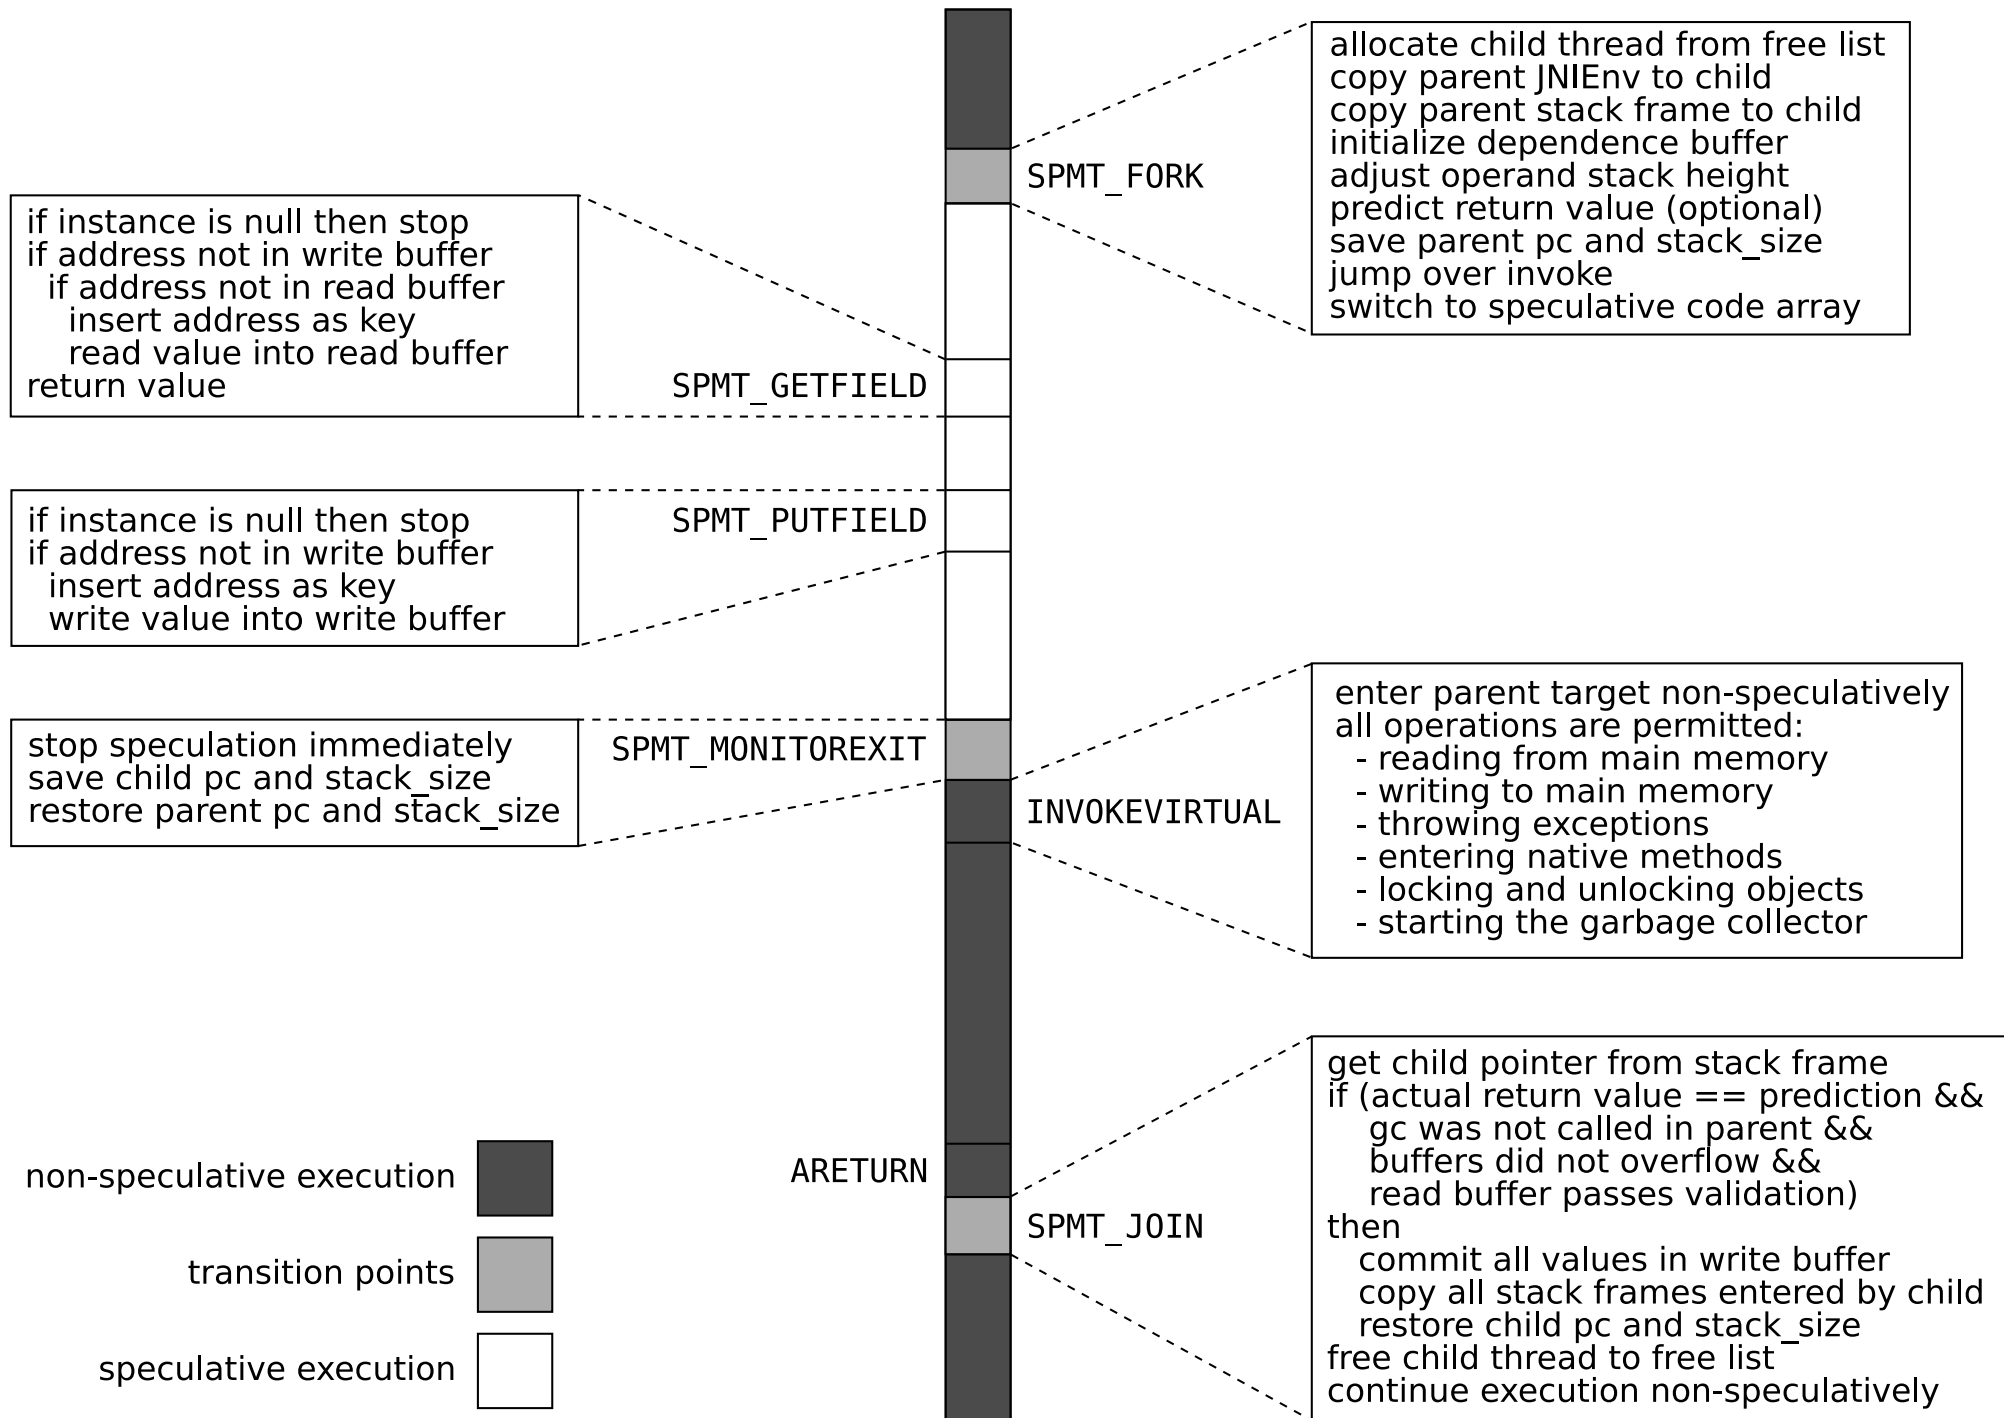 allocate child thread from free list
copy parent JNIEnv to child
copy parent stack frame to child
initialize dependence buffer
adjust operand stack height
predict return value (optional)
save parent pc and stack_size
jump over invoke
switch to speculative code array
SPMT_FORK
if instance is null then stop
if address not in write buffer
if address not in read buffer
insert address as key
read value into read buffer
return value
SPMT_GETFIELD
if instance is null then stop
if address not in write buffer
insert address as key
write value into write buffer
SPMT_PUTFIELD
stop speculation immediately
save child pc and stack_size
restore parent pc and stack_size
SPMT_MONITOREXIT
INVOKEVIRTUAL
enter parent target non-speculatively
all operations are permitted:
- reading from main memory
- writing to main memory
- throwing exceptions
- entering native methods
- locking and unlocking objects
- starting the garbage collector
ARETURN
SPMT_JOIN
get child pointer from stack frame
if (actual return value == prediction &&
gc was not called in parent &&
buffers did not overflow &&
read buffer passes validation)
then
commit all values in write buffer
copy all stack frames entered by child
restore child pc and stack_size
free child thread to free list
continue execution non-speculatively
non-speculative execution
transition points
speculative execution